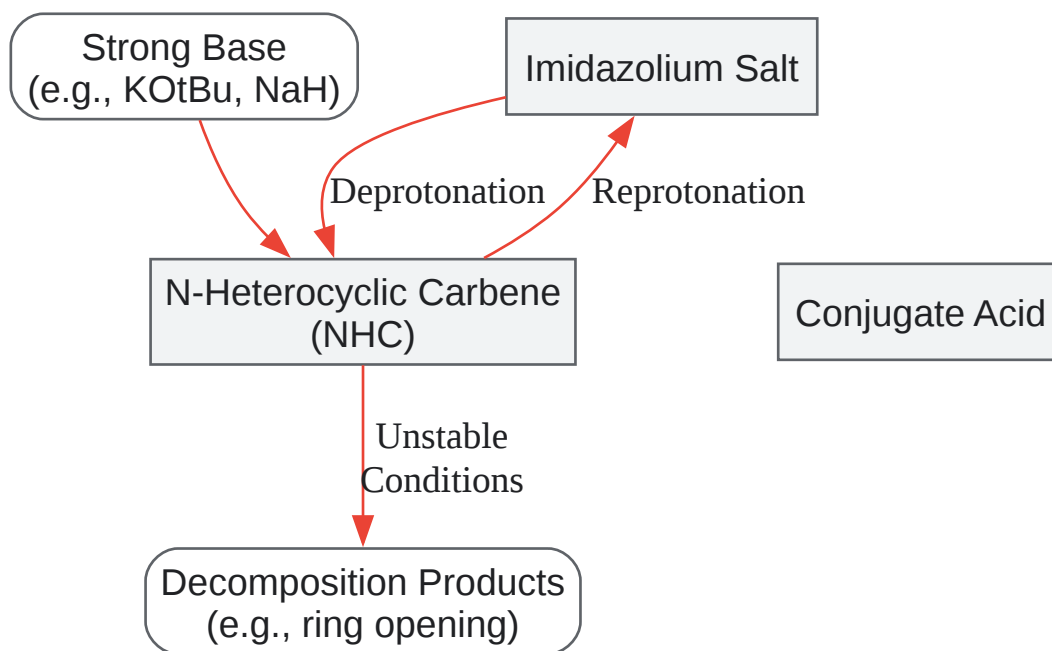 Strong Base
(e.g., KOtBu, NaH)
Imidazolium Salt
Deprotonation
Reprotonation
N-Heterocyclic Carbene
(NHC)
Conjugate Acid
Unstable
Conditions
Decomposition Products
(e.g., ring opening)